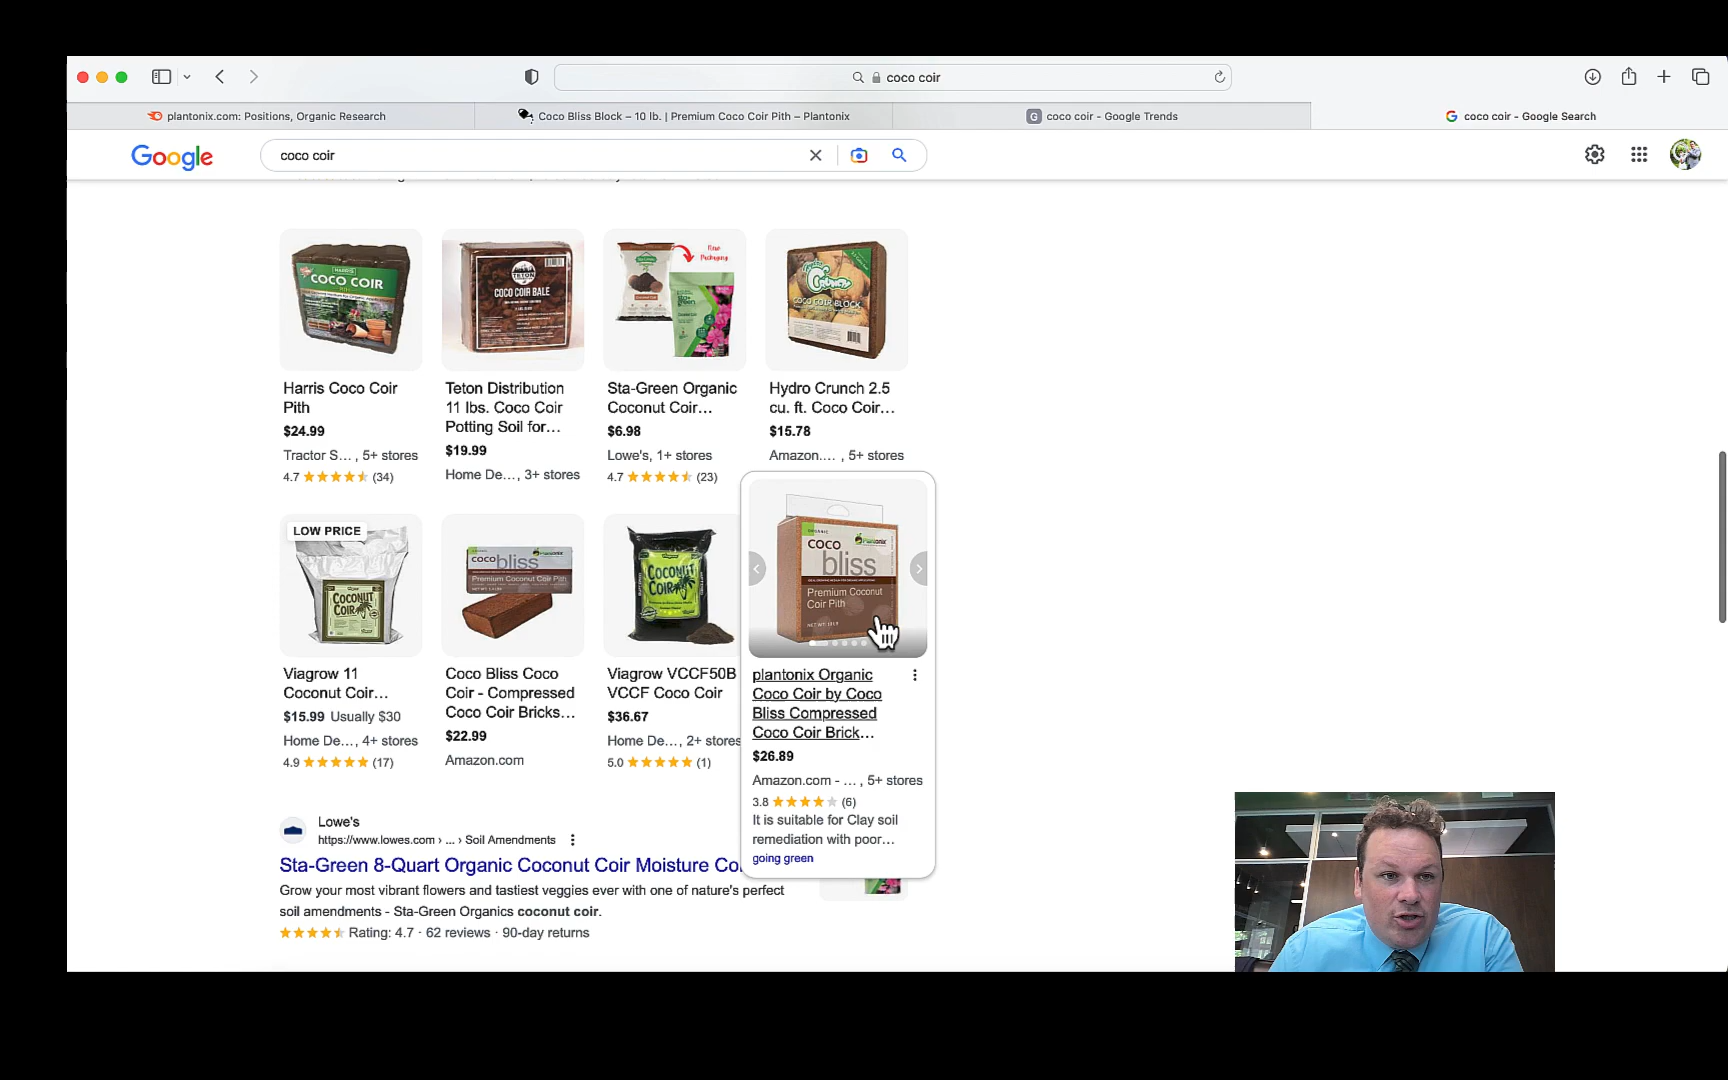 coco coir
plantonix.com: Positions, Organic Research
Coco Bliss Block – 10 lb. | Premium Coco Coir Pith – Plantonix
G
coco coir - Google Trends
G
coco coir - Google Search
Google
coco coir
HARRIS
COCO COIR
Harris Coco Coir
Pith
$24.99
Tractor S... , 5+ stores
4.7 (34)
TETON
COCO COIR BALE
Teton Distribution
11 lbs. Coco Coir
Potting Soil for...
$19.99
Home De..., 3+ stores
New
Packaging
sta-green
Sta-Green Organic
Coconut Coir...
$6.98
Lowe's, 1+ stores
4.7 (23)
CRUNCH
COCO COIR BLOCK
Hydro Crunch 2.5
cu. ft. Coco Coir...
$15.78
Amazon.... , 5+ stores
LOW PRICE
COCONUT
COIR
Viagrow 11
Coconut Coir...
$15.99 Usually $30
Home De..., 4+ stores
4.9 (17)
coco bliss
Plantonix
Premium Coconut Coir Pith
Coco Bliss Coco
Coir - Compressed
Coco Coir Bricks...
$22.99
Amazon.com
COCONUT
COIR
Viagrow VCCF50B
VCCF Coco Coir
$36.67
Home De..., 2+ stores
5.0 (1)
ORGANIC
COCO
bliss
Plantonix
Premium Coconut
Coir Pith
plantonix Organic
Coco Coir by Coco
Bliss Compressed
Coco Coir Brick...
$26.89
Amazon.com - ... , 5+ stores
3.8 (6)
It is suitable for Clay soil
remediation with poor...
going green
Lowe's
https://www.lowes.com › ... › Soil Amendments
Sta-Green 8-Quart Organic Coconut Coir Moisture Co
Grow your most vibrant flowers and tastiest veggies ever with one of nature's perfect
soil amendments - Sta-Green Organics coconut coir.
Rating: 4.7 · 62 reviews · 90-day returns